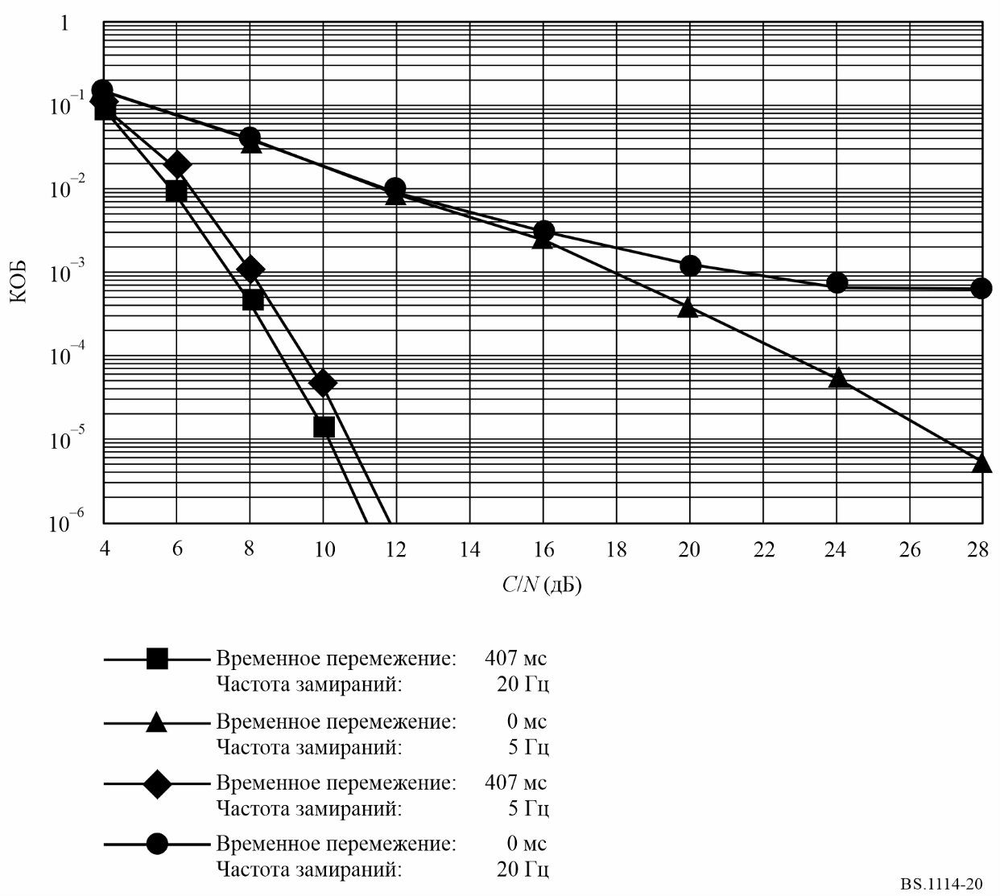 1
10⁻¹
10⁻²
10⁻³
10⁻⁴
10⁻⁵
10⁻⁶
КОБ
4 6 8 10 12 14 16 18 20 22 24 26 28
C/N (дБ)
Временное перемежение: 407 мс
Частота замираний: 20 Гц
Временное перемежение: 0 мс
Частота замираний: 5 Гц
Временное перемежение: 407 мс
Частота замираний: 5 Гц
Временное перемежение: 0 мс
Частота замираний: 20 Гц
BS.1114-20